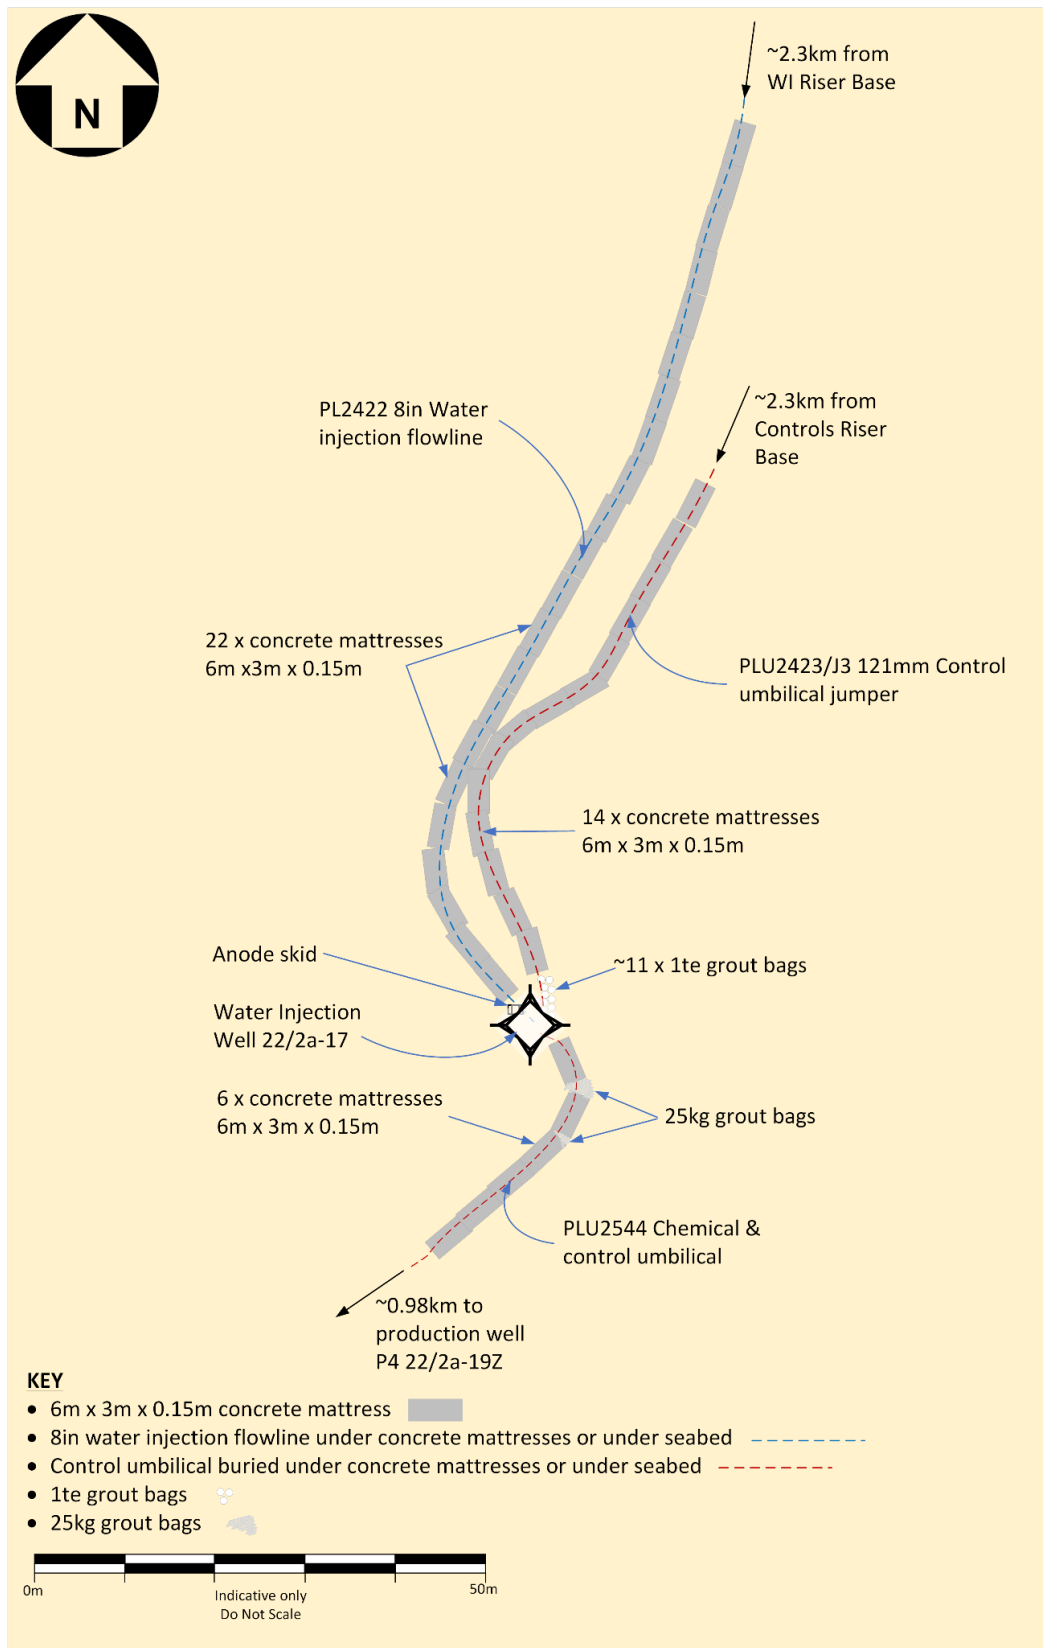 N
~2.3km from
WI Riser Base
PL2422 8in Water
injection flowline
~2.3km from
Controls Riser
Base
22 x concrete mattresses
6m x3m x 0.15m
PLU2423/J3 121mm Control
umbilical jumper
14 x concrete mattresses
6m x 3m x 0.15m
Anode skid
~11 x 1te grout bags
Water Injection
Well 22/2a-17
6 x concrete mattresses
6m x 3m x 0.15m
25kg grout bags
PLU2544 Chemical &
control umbilical
~0.98km to
production well
P4 22/2a-19Z
KEY
• 6m x 3m x 0.15m concrete mattress
• 8in water injection flowline under concrete mattresses or under seabed
• Control umbilical buried under concrete mattresses or under seabed
• 1te grout bags
• 25kg grout bags
0m
50m
Indicative only
Do Not Scale